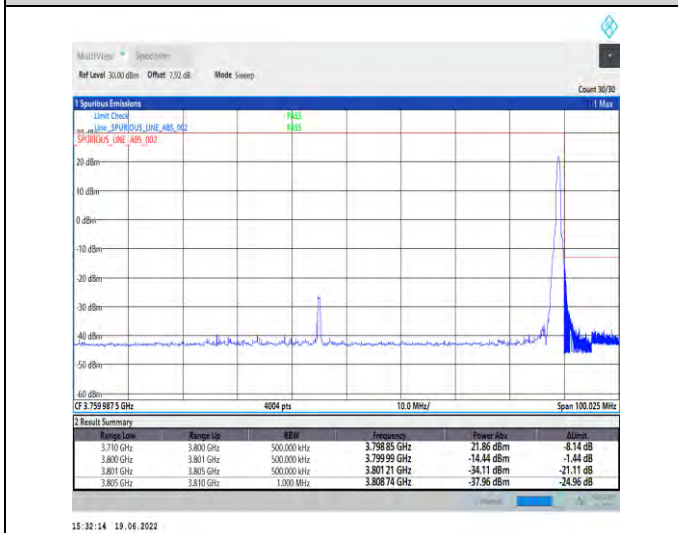 MultiView Spectrum
Ref Level 30.00 dBm Offset 7.92 dB Mode Sweep
Count 30/30
1 Spurious Emissions 1 Max
Limit Check PASS
Line _SPURIOUS_LINE_ABS_002 PASS
_SPURIOUS_LINE_ABS_002
20 dBm
10 dBm
0 dBm
-10 dBm
-20 dBm
-30 dBm
-40 dBm
-50 dBm
-60 dBm
CF 3.759 987 5 GHz 4004 pts 10.0 MHz/ Span 100.025 MHz
2 Result Summary
Range Low Range Up RBW Frequency Power Abs ΔLimit
3.710 GHz 3.800 GHz 500.000 kHz 3.798 85 GHz 21.86 dBm -8.14 dB
3.800 GHz 3.801 GHz 500.000 kHz 3.799 99 GHz -14.44 dBm -1.44 dB
3.801 GHz 3.805 GHz 500.000 kHz 3.801 21 GHz -34.11 dBm -21.11 dB
3.805 GHz 3.810 GHz 1.000 MHz 3.808 74 GHz -37.96 dBm -24.96 dB
15:32:14 19.06.2022